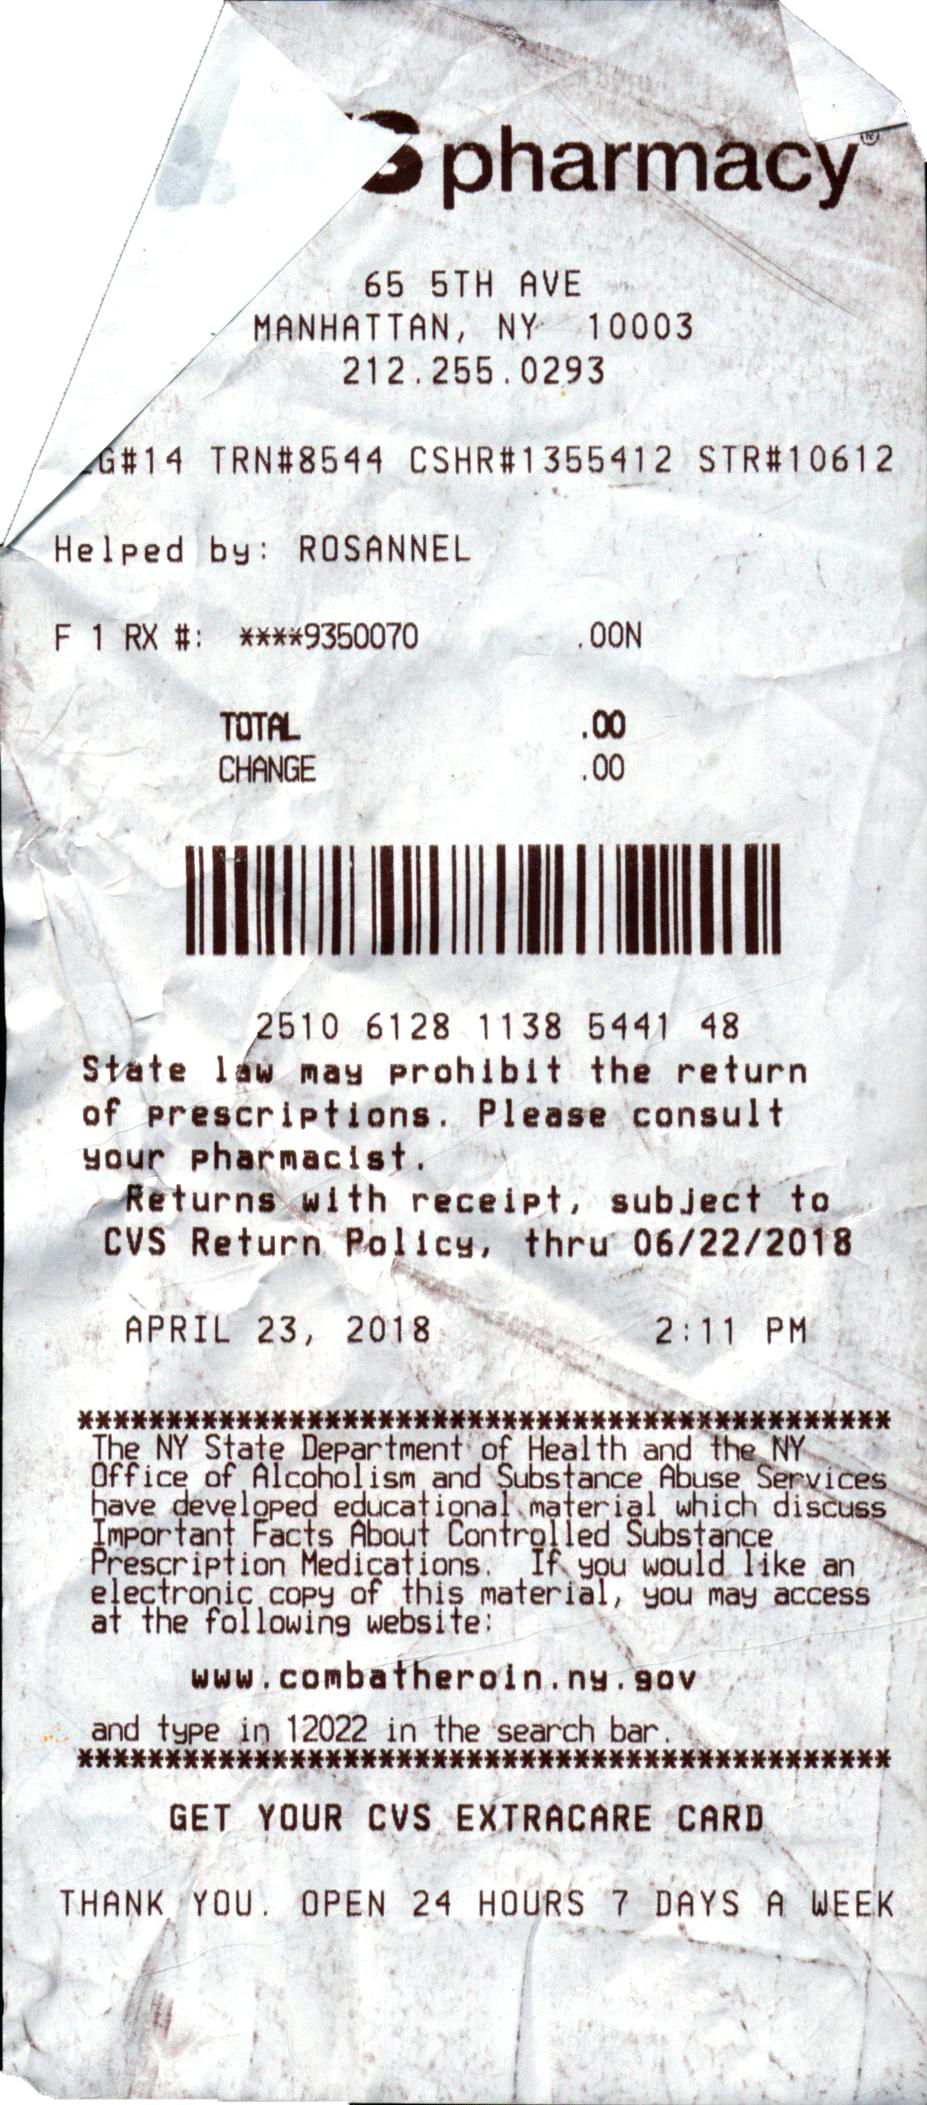 pharmacy®
65 5TH AVE
MANHATTAN, NY 10003
212.255.0293
G#14 TRN#8544 CSHR#1355412 STR#10612
Helped by: ROSANNEL
F 1 RX #: ****9350070 .00N
TOTAL .00
CHANGE .00
2510 6128 1138 5441 48
State law may prohibit the return
of prescriptions. Please consult
your pharmacist.
Returns with receipt, subject to
CVS Return Policy, thru 06/22/2018
APRIL 23, 2018 2:11 PM
**********************************************
The NY State Department of Health and the NY
Office of Alcoholism and Substance Abuse Services
have developed educational material which discuss
Important Facts About Controlled Substance
Prescription Medications. If you would like an
electronic copy of this material, you may access
at the following website:
www.combatheroin.ny.gov
and type in 12022 in the search bar.
**********************************************
GET YOUR CVS EXTRACARE CARD
THANK YOU. OPEN 24 HOURS 7 DAYS A WEEK